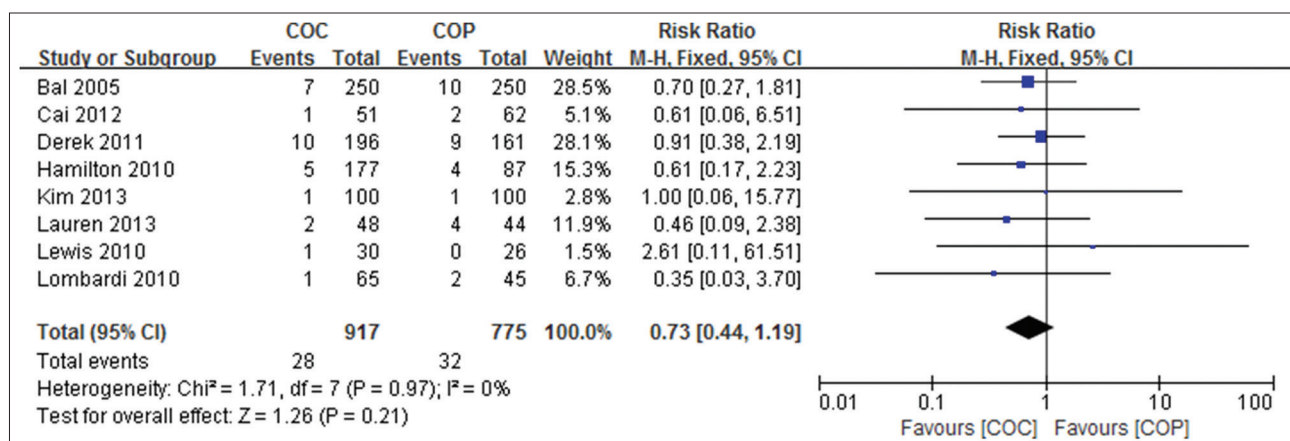 COC COP Risk Ratio Risk Ratio
Study or Subgroup Events Total Events Total Weight M-H, Fixed, 95% CI M-H, Fixed, 95% CI
Bal 2005 7 250 10 250 28.5% 0.70 [0.27, 1.81]
Cai 2012 1 51 2 62 5.1% 0.61 [0.06, 6.51]
Derek 2011 10 196 9 161 28.1% 0.91 [0.38, 2.19]
Hamilton 2010 5 177 4 87 15.3% 0.61 [0.17, 2.23]
Kim 2013 1 100 1 100 2.8% 1.00 [0.06, 15.77]
Lauren 2013 2 48 4 44 11.9% 0.46 [0.09, 2.38]
Lewis 2010 1 30 0 26 1.5% 2.61 [0.11, 61.51]
Lombardi 2010 1 65 2 45 6.7% 0.35 [0.03, 3.70]
Total (95% CI) 917 775 100.0% 0.73 [0.44, 1.19]
Total events 28 32
Heterogeneity: Chi² = 1.71, df = 7 (P = 0.97); I² = 0%
Test for overall effect: Z = 1.26 (P = 0.21)
0.01 0.1 1 10 100
Favours [COC] Favours [COP]